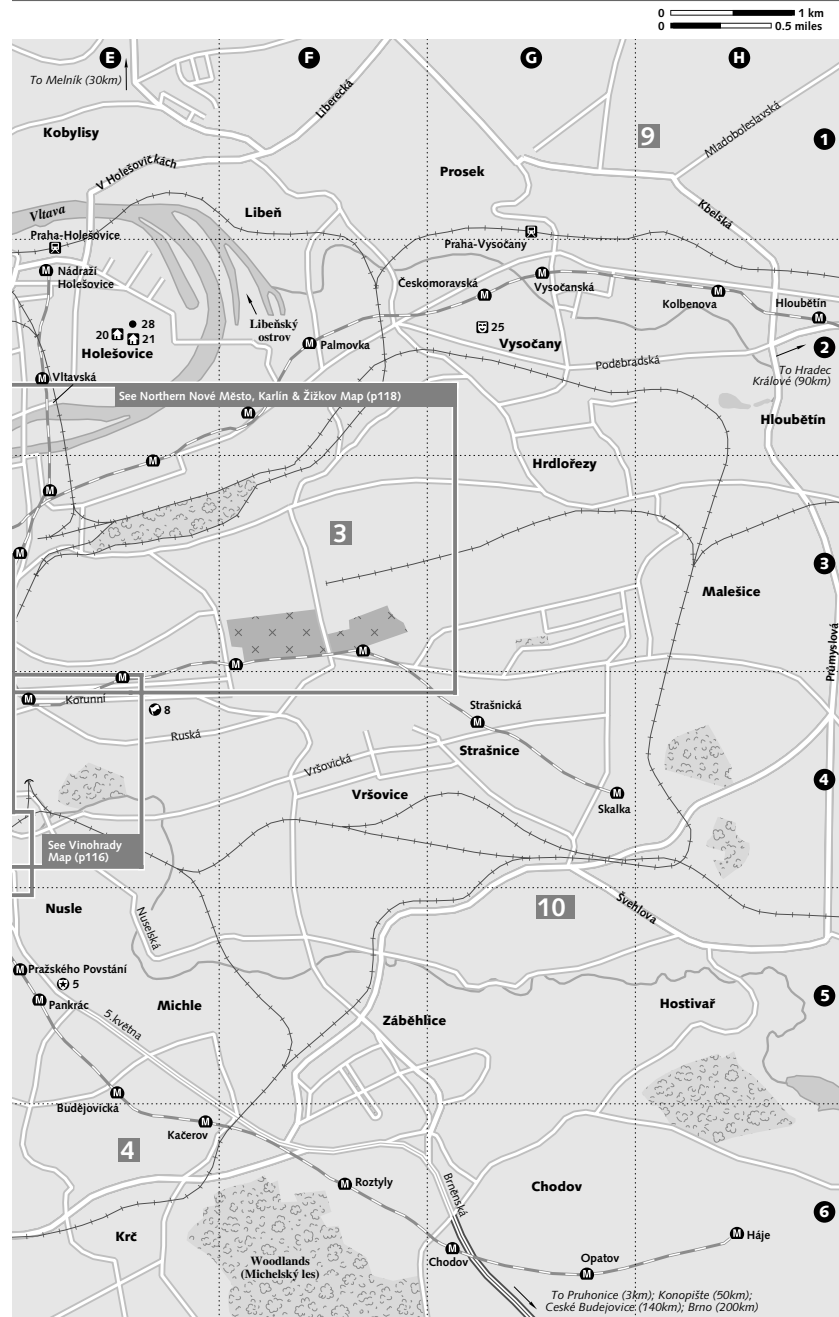 0 1 km
0 0.5 miles
E
F
G
H
To Melník (30km)
Kobylisy
Liberecká
9
Mladoboleslavská
1
V Holešovičkách
Prosek
Libeň
Kbelská
Vltava
Praha-Holešovice
Praha-Vysočany
M Nádraží
Holešovice
Českomoravská
M
M
Vysočanská
M
Kolbenova
Hloubětín
M
28
20 21
Holešovice
Libeňský
ostrov
M
Palmovka
25
Vysočany
2
Poděbradská
To Hradec
Králové (90km)
M Vltavská
See Northern Nové Město, Karlín & Žižkov Map (p118)
M
Hloubětín
M
Hrdlořezy
M
3
M
3
Malešice
Průmyslová
M
M
M
M
Korunní
8
Ruská
Strašnická
M
Strašnice
Vršovická
Vršovice
M
Skalka
4
See Vinohrady
Map (p116)
Nusle
Nuselská
10
Švehlova
M Pražského Povstání
5
M
Pankrác
Michle
5.května
Záběhlice
Hostivař
5
M
Budějovická
M
Kačerov
4
M Roztyly
Brněnská
Chodov
6
Krč
M Háje
Woodlands
(Michelský les)
M
Chodov
Opatov
M
To Pruhonice (3km); Konopište (50km);
Ceské Budejovice (140km); Brno (200km)